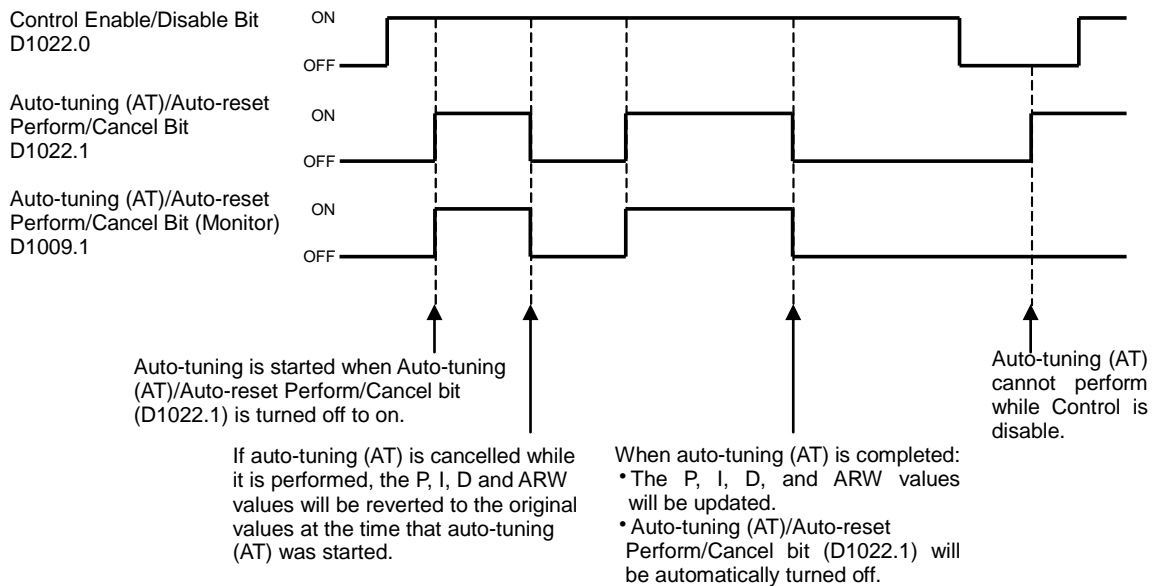 Control Enable/Disable Bit
D1022.0
ON
OFF
Auto-tuning (AT)/Auto-reset
Perform/Cancel Bit
D1022.1
ON
OFF
Auto-tuning (AT)/Auto-reset
Perform/Cancel Bit (Monitor)
D1009.1
ON
OFF
Auto-tuning is started when Auto-tuning
(AT)/Auto-reset Perform/Cancel bit
(D1022.1) is turned off to on.
If auto-tuning (AT) is cancelled while
it is performed, the P, I, D and ARW
values will be reverted to the original
values at the time that auto-tuning
(AT) was started.
When auto-tuning (AT) is completed:
•The P, I, D, and ARW values
will be updated.
•Auto-tuning (AT)/Auto-reset
Perform/Cancel bit (D1022.1) will
be automatically turned off.
Auto-tuning (AT)
cannot perform
while Control is
disable.